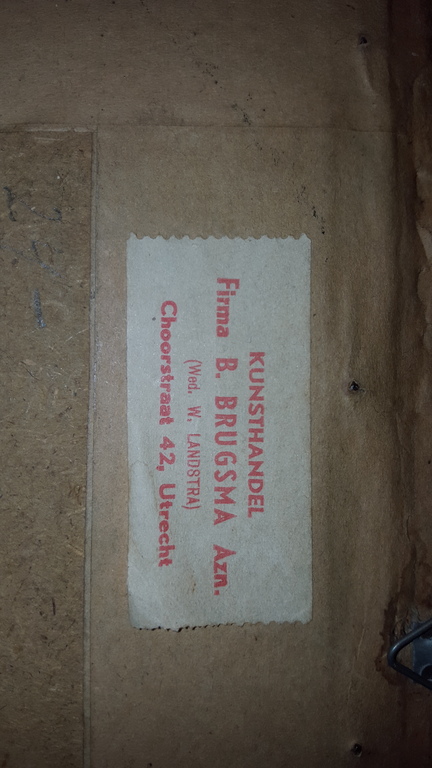 KUNSTHANDEL
Firma B. BRUGSMA Azn.
(Wed. W. LANDSTRA)
Choorstraat 42, Utrecht